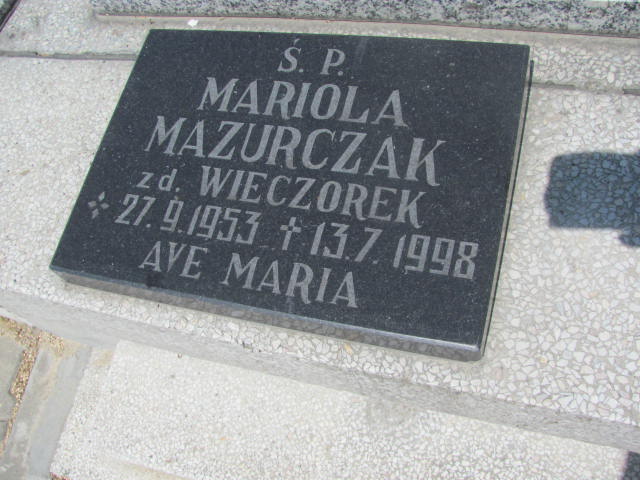 Ś. P.
MARIOLA
MAZURCZAK
zd. WIECZOREK
27.9.1953 † 13.7.1998
AVE MARIA